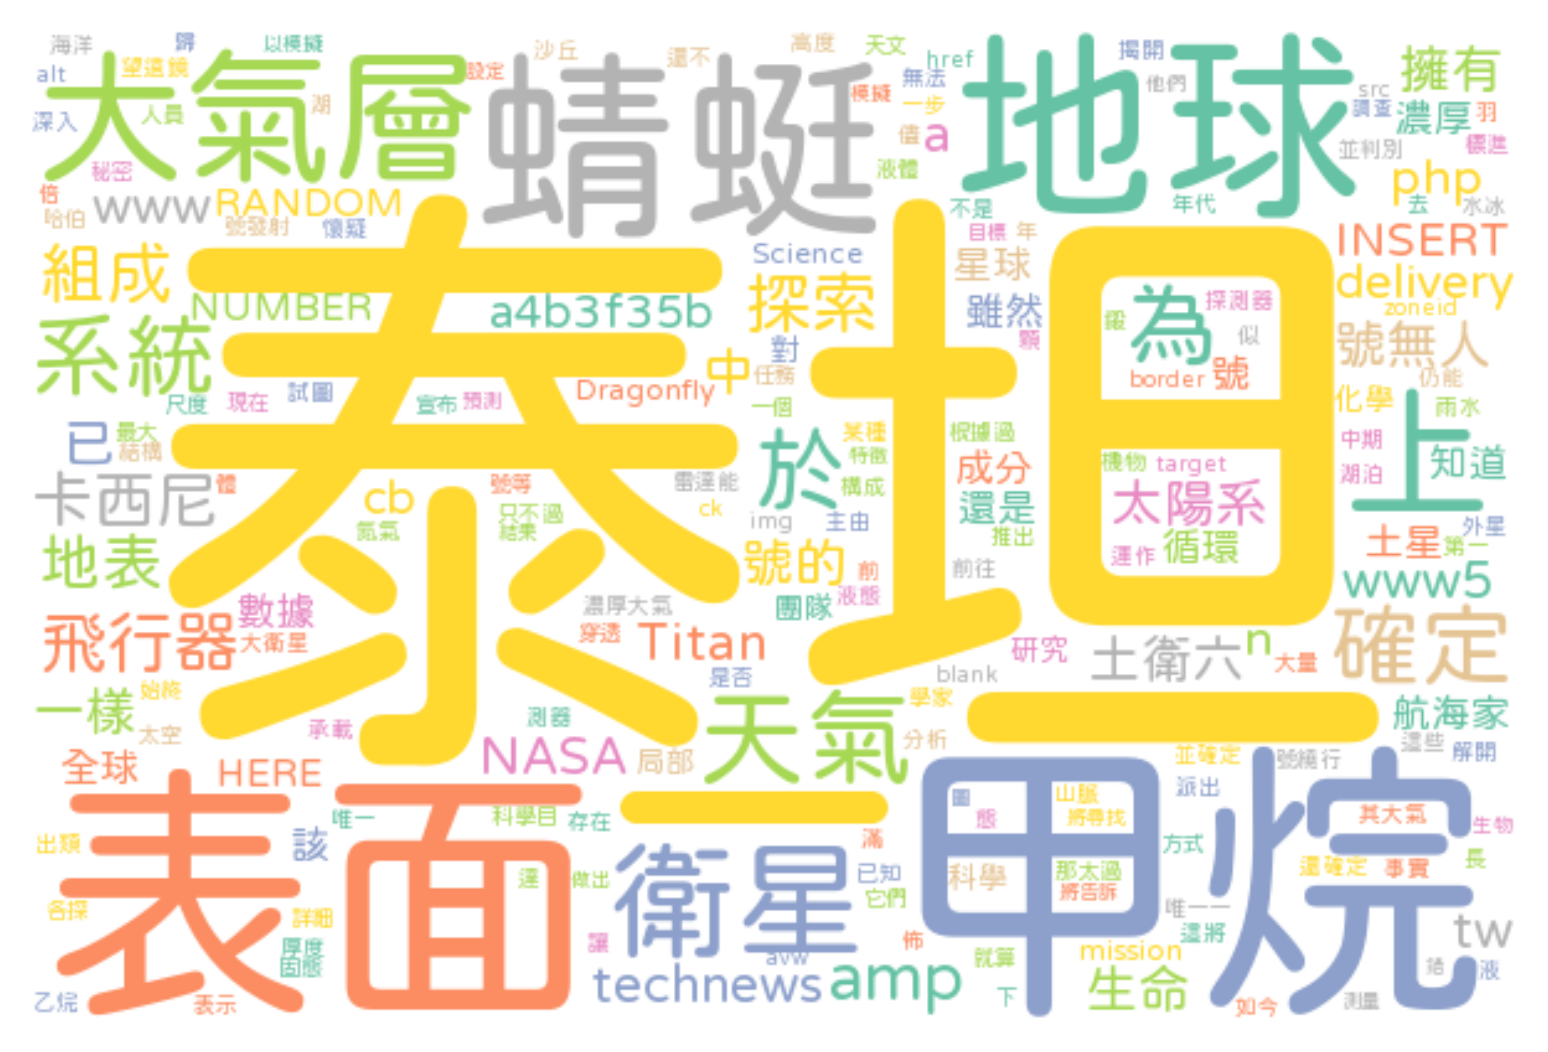 海洋
歸
以模擬
沙丘
還不
高度
天文
揭開
alt
望遠鏡
大氣層
設定
蜻蜓
href
地球
他們
擁有
深入
人員
湖
模擬
無法
一步
src
調查
濃厚
羽
秘密
值
a
液體
並判別
倍
www
RANDOM
哈伯
號發射
懷疑
不是
年代
php
去
水冰
目標
年
INSERT
組成
Science
探索
星球
delivery
zoneid
NUMBER
a4b3f35b
雖然
為
探測器
似
系統
泰坦
對
中
任務
border
號
號無人
仍能
尺度
現在
試圖
宣布
預測
Dragonfly
一個
化學
雨水
已
最大
結構
於
某種
特徵
根據過
成分
機物
target
中期
上
知道
湖泊
卡西尼
體
號等
雷達能
構成
太陽系
還是
cb
氮氣
只不過
結果
ck
img
主由
推出
運作
循環
土星
第一
外星
地表
號的
前
前往
www5
數據
濃厚大氣
團隊
液態
飛行器
大衛星
穿透
Titan
研究
土衛六
n
大量
確定
是否
blank
一樣
始終
太空
承載
測器
天氣
學家
分析
航海家
這些
解開
全球
HERE
NASA
局部
並確定
號繞行
派出
表面
甲烷
圖
山脈
將尋找
態
其大氣
生物
出類
該
唯一
科學目
存在
滿
方式
衛星
已知
它們
科學
那太過
將告訴
還確定
事實
長
達
做出
各探
詳細
厚度
固態
讓
佈
唯一一
這將
tw
avw
technews
amp
就算
mission
生命
液
乙烷
表示
下
如今
測量